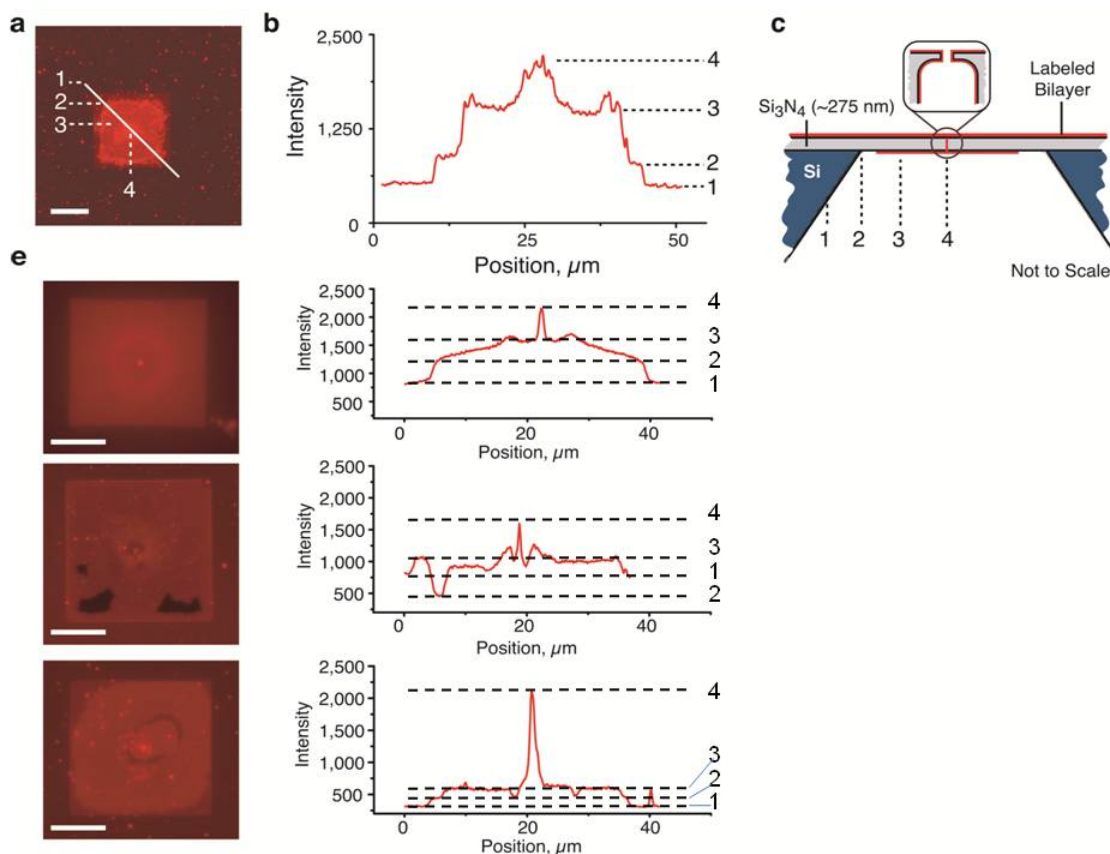 a
1
2
3
4
b
2,500
1,250
0
Intensity
4
3
2
1
0
25
50
Position, µm
c
Labeled
Bilayer
Si₃N₄ (~275 nm)
Si
1 2 3 4
Not to Scale
e
2,500
2,000
1,500
1,000
500
Intensity
4
3
2
1
0 20 40
Position, µm
2,500
2,000
1,500
1,000
500
Intensity
4
3
1
2
0 20 40
Position, µm
2,500
2,000
1,500
1,000
500
Intensity
4
3
2
1
0 20 40
Position, µm